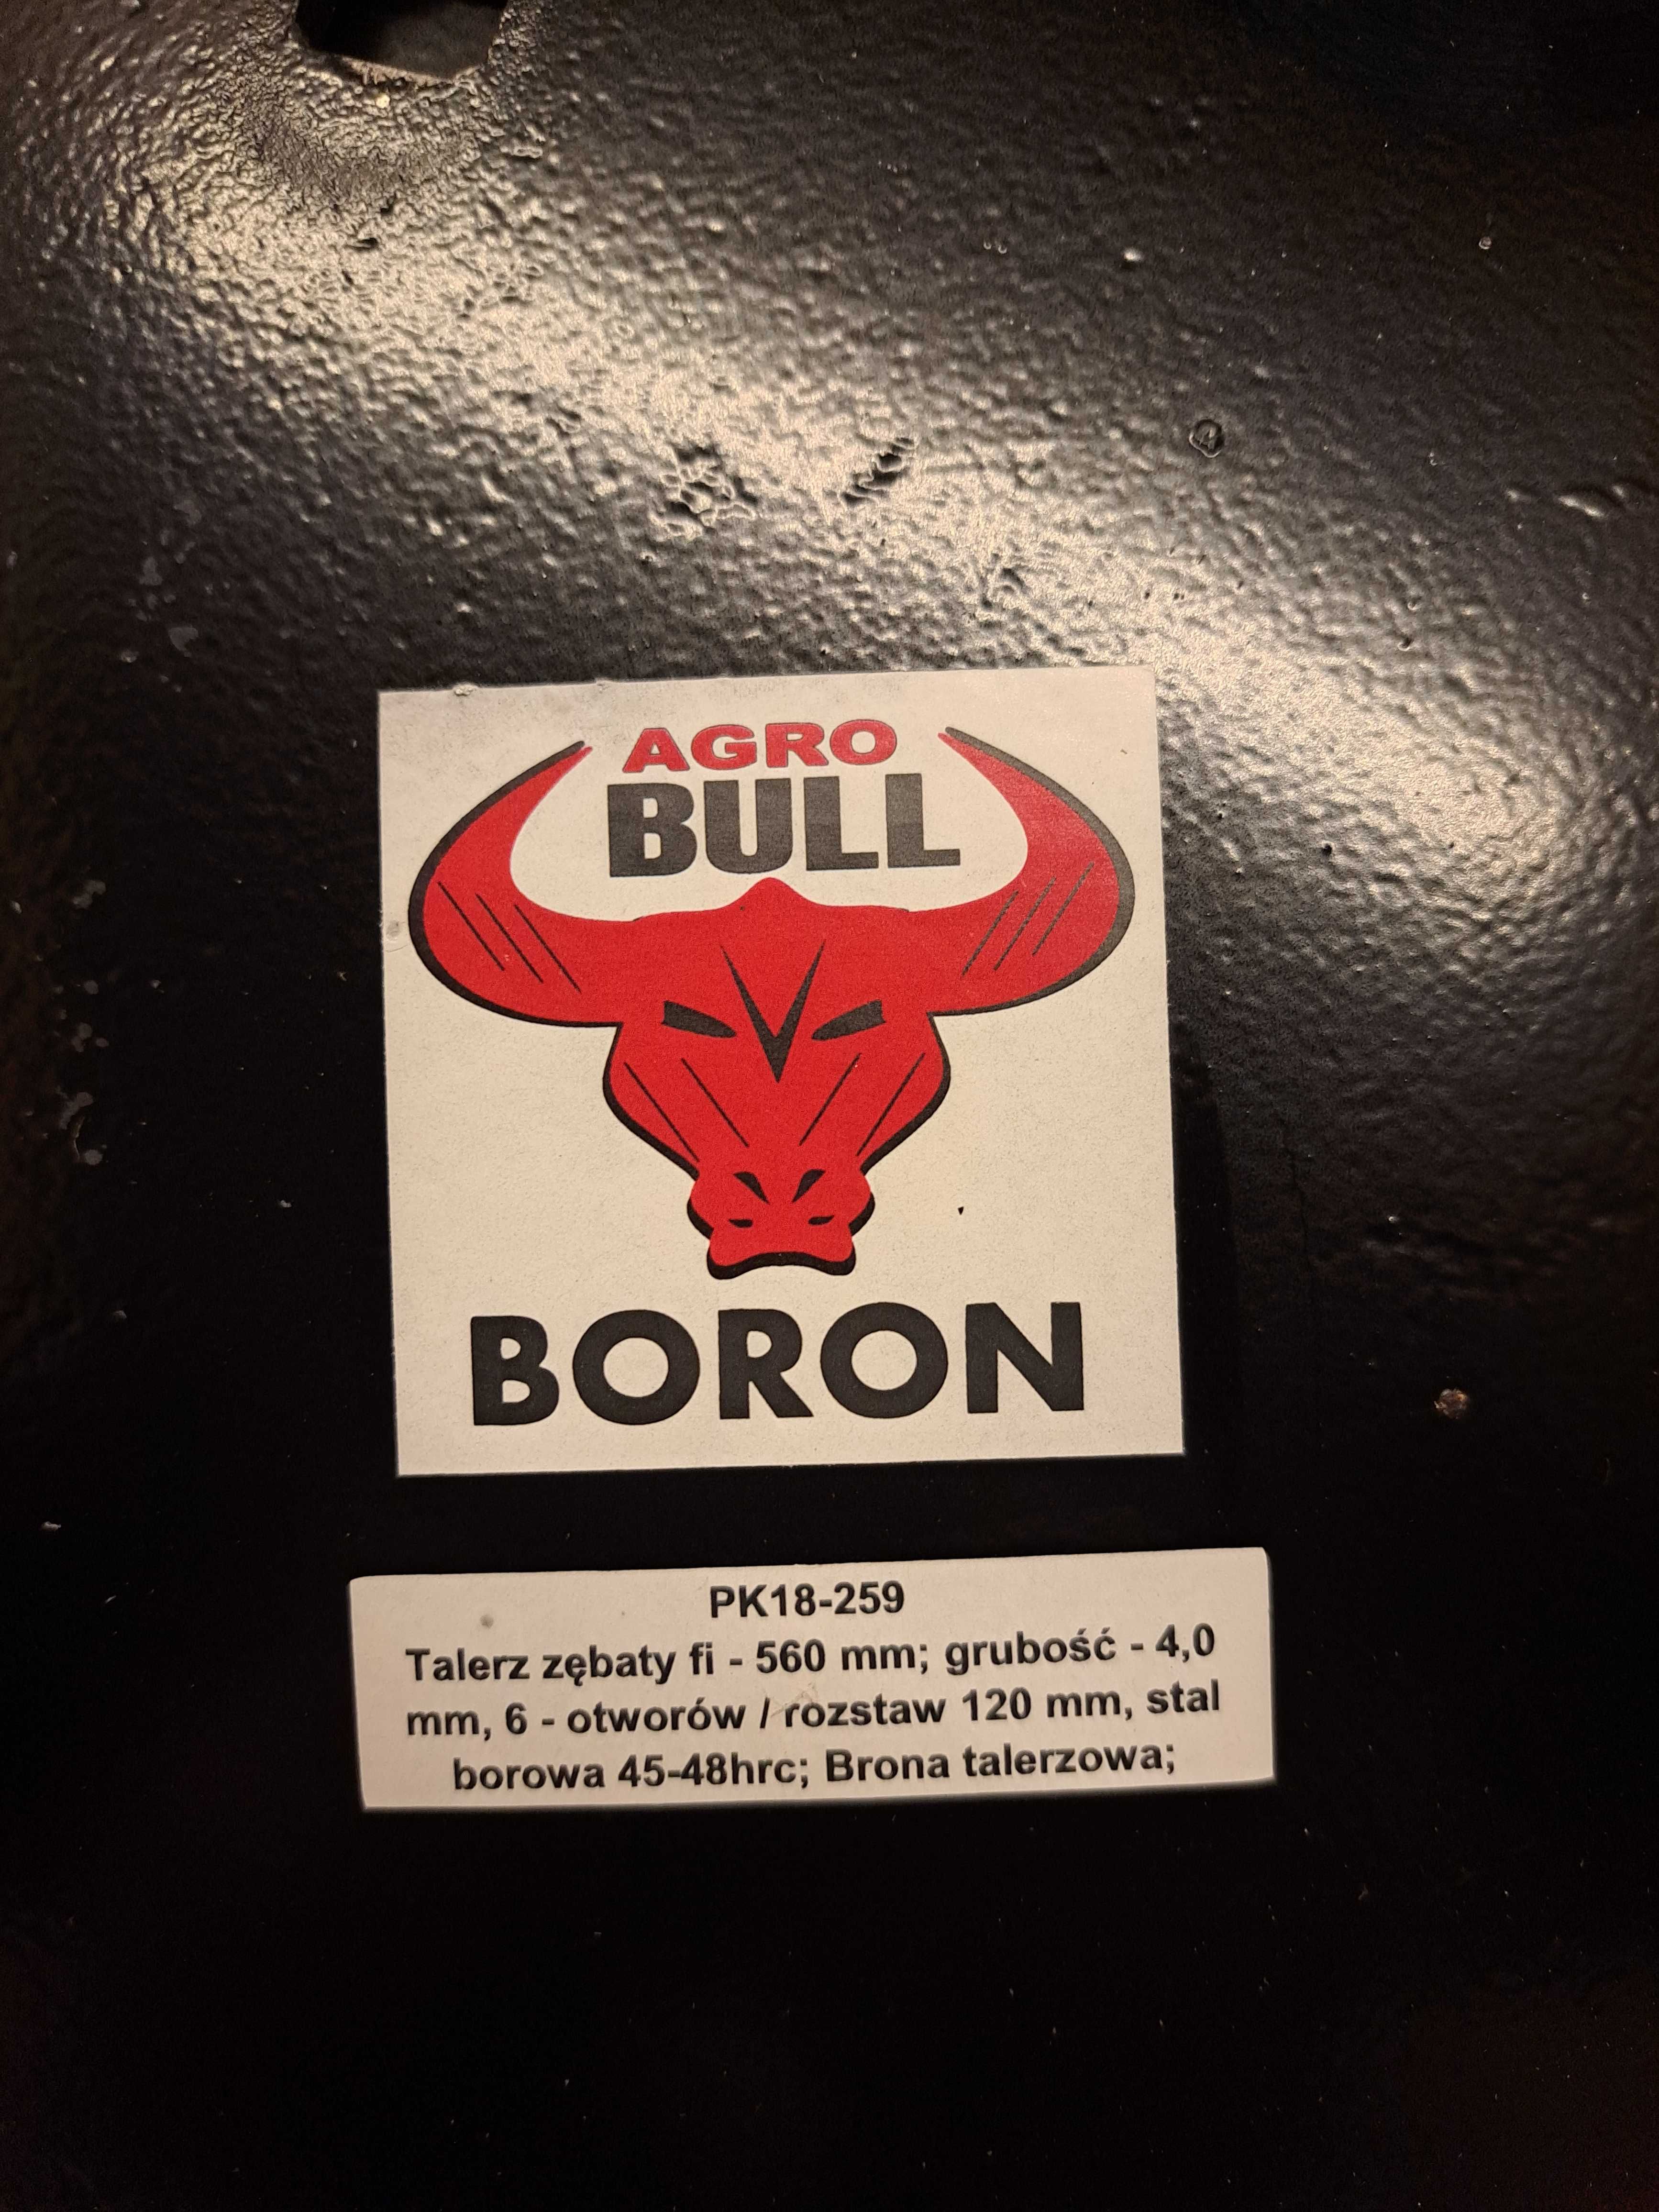 AGRO
BULL
BORON
PK18-259
Talerz zębaty fi - 560 mm; grubość - 4,0
mm, 6 - otworów / rozstaw 120 mm, stal
borowa 45-48hrc; Brona talerzowa;